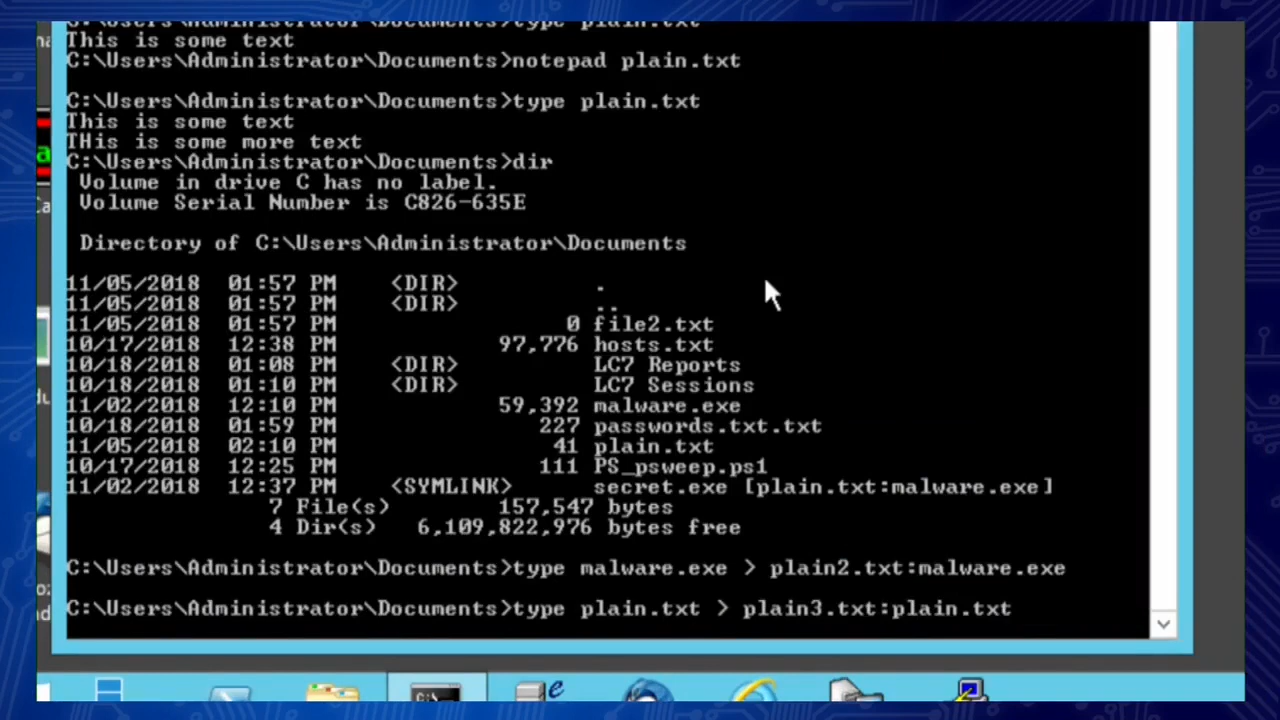 C:\Users\Administrator\Documents>type plain.txt
This is some text
C:\Users\Administrator\Documents>notepad plain.txt
C:\Users\Administrator\Documents>type plain.txt
This is some text
THis is some more text
C:\Users\Administrator\Documents>dir
Volume in drive C has no label.
Volume Serial Number is C826-635E
Directory of C:\Users\Administrator\Documents
11/05/2018 01:57 PM <DIR> .
11/05/2018 01:57 PM <DIR> ..
11/05/2018 01:57 PM 0 file2.txt
10/17/2018 12:38 PM 97,776 hosts.txt
10/18/2018 01:08 PM <DIR> LC7 Reports
10/18/2018 01:10 PM <DIR> LC7 Sessions
11/02/2018 12:10 PM 59,392 malware.exe
10/18/2018 01:59 PM 227 passwords.txt.txt
11/05/2018 02:10 PM 41 plain.txt
10/17/2018 12:25 PM 111 PS_psweep.ps1
11/02/2018 12:37 PM <SYMLINK> secret.exe [plain.txt:malware.exe]
7 File(s) 157,547 bytes
4 Dir(s) 6,109,822,976 bytes free
C:\Users\Administrator\Documents>type malware.exe > plain2.txt:malware.exe
C:\Users\Administrator\Documents>type plain.txt > plain3.txt:plain.txt